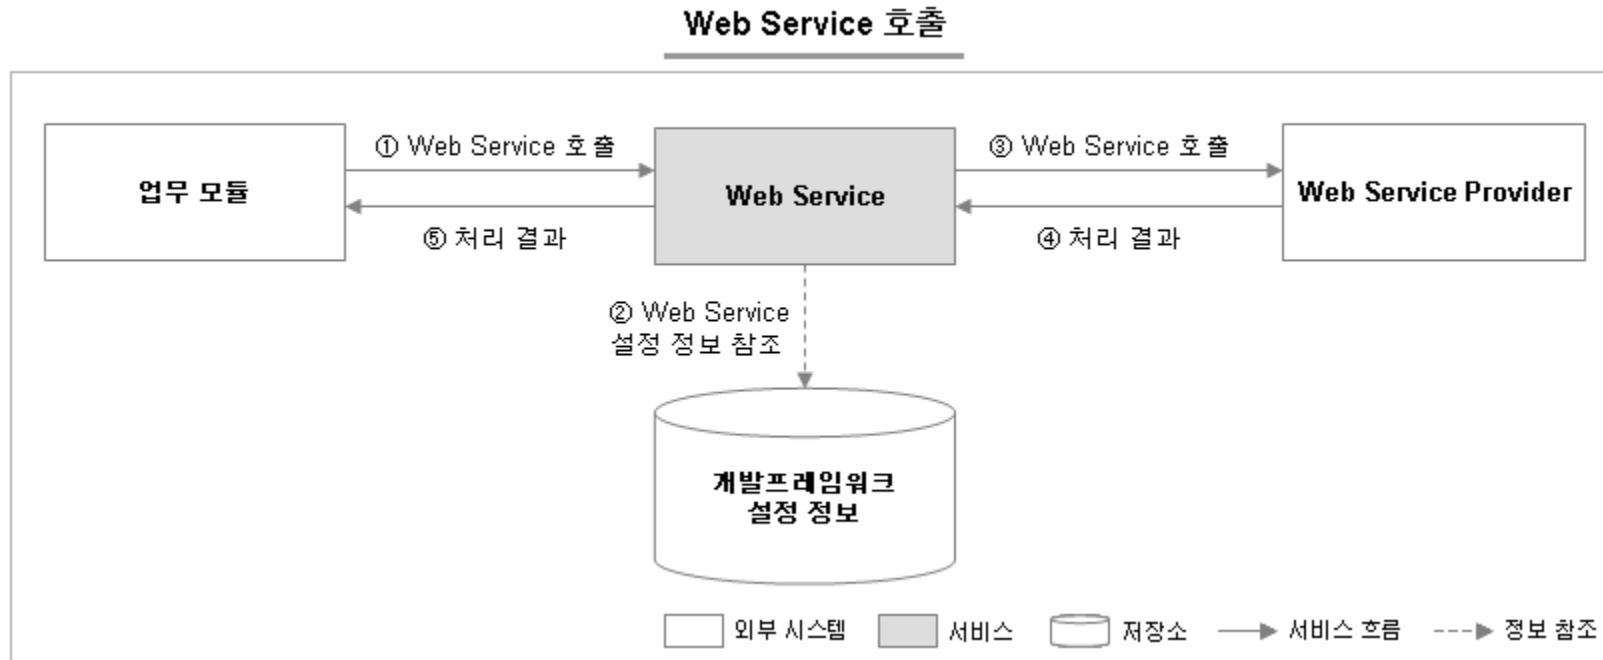 Web Service 호출
① Web Service 호출
③ Web Service 호출
업무 모듈
Web Service
Web Service Provider
⑤ 처리 결과
④ 처리 결과
② Web Service
설정 정보 참조
개발프레임워크
설정 정보
외부 시스템
서비스
저장소
서비스 흐름
정보 참조